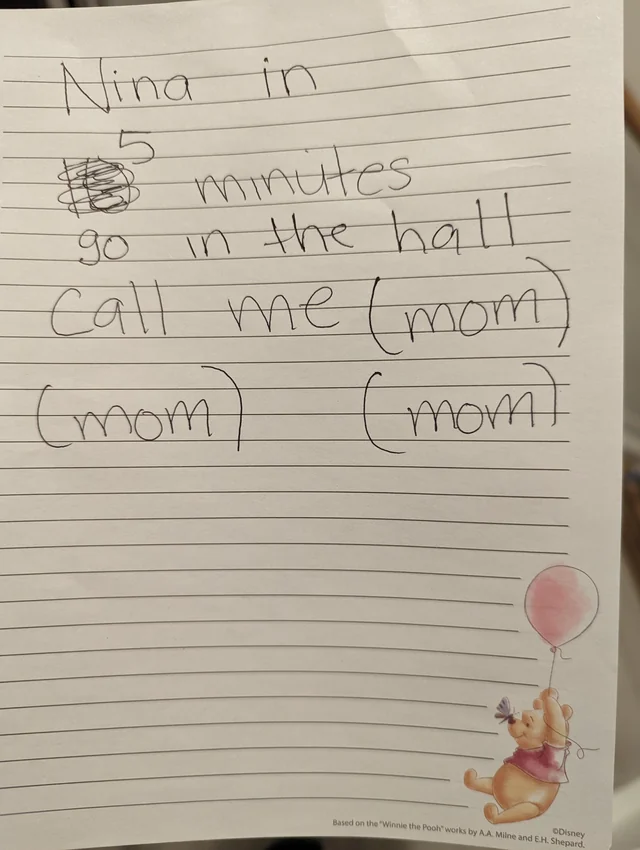 Nina in
5
minutes
go in the hall
call me (mom)
(mom) (mom)
©Disney
Based on the "Winnie the Pooh" works by A.A. Milne and E.H. Shepard.